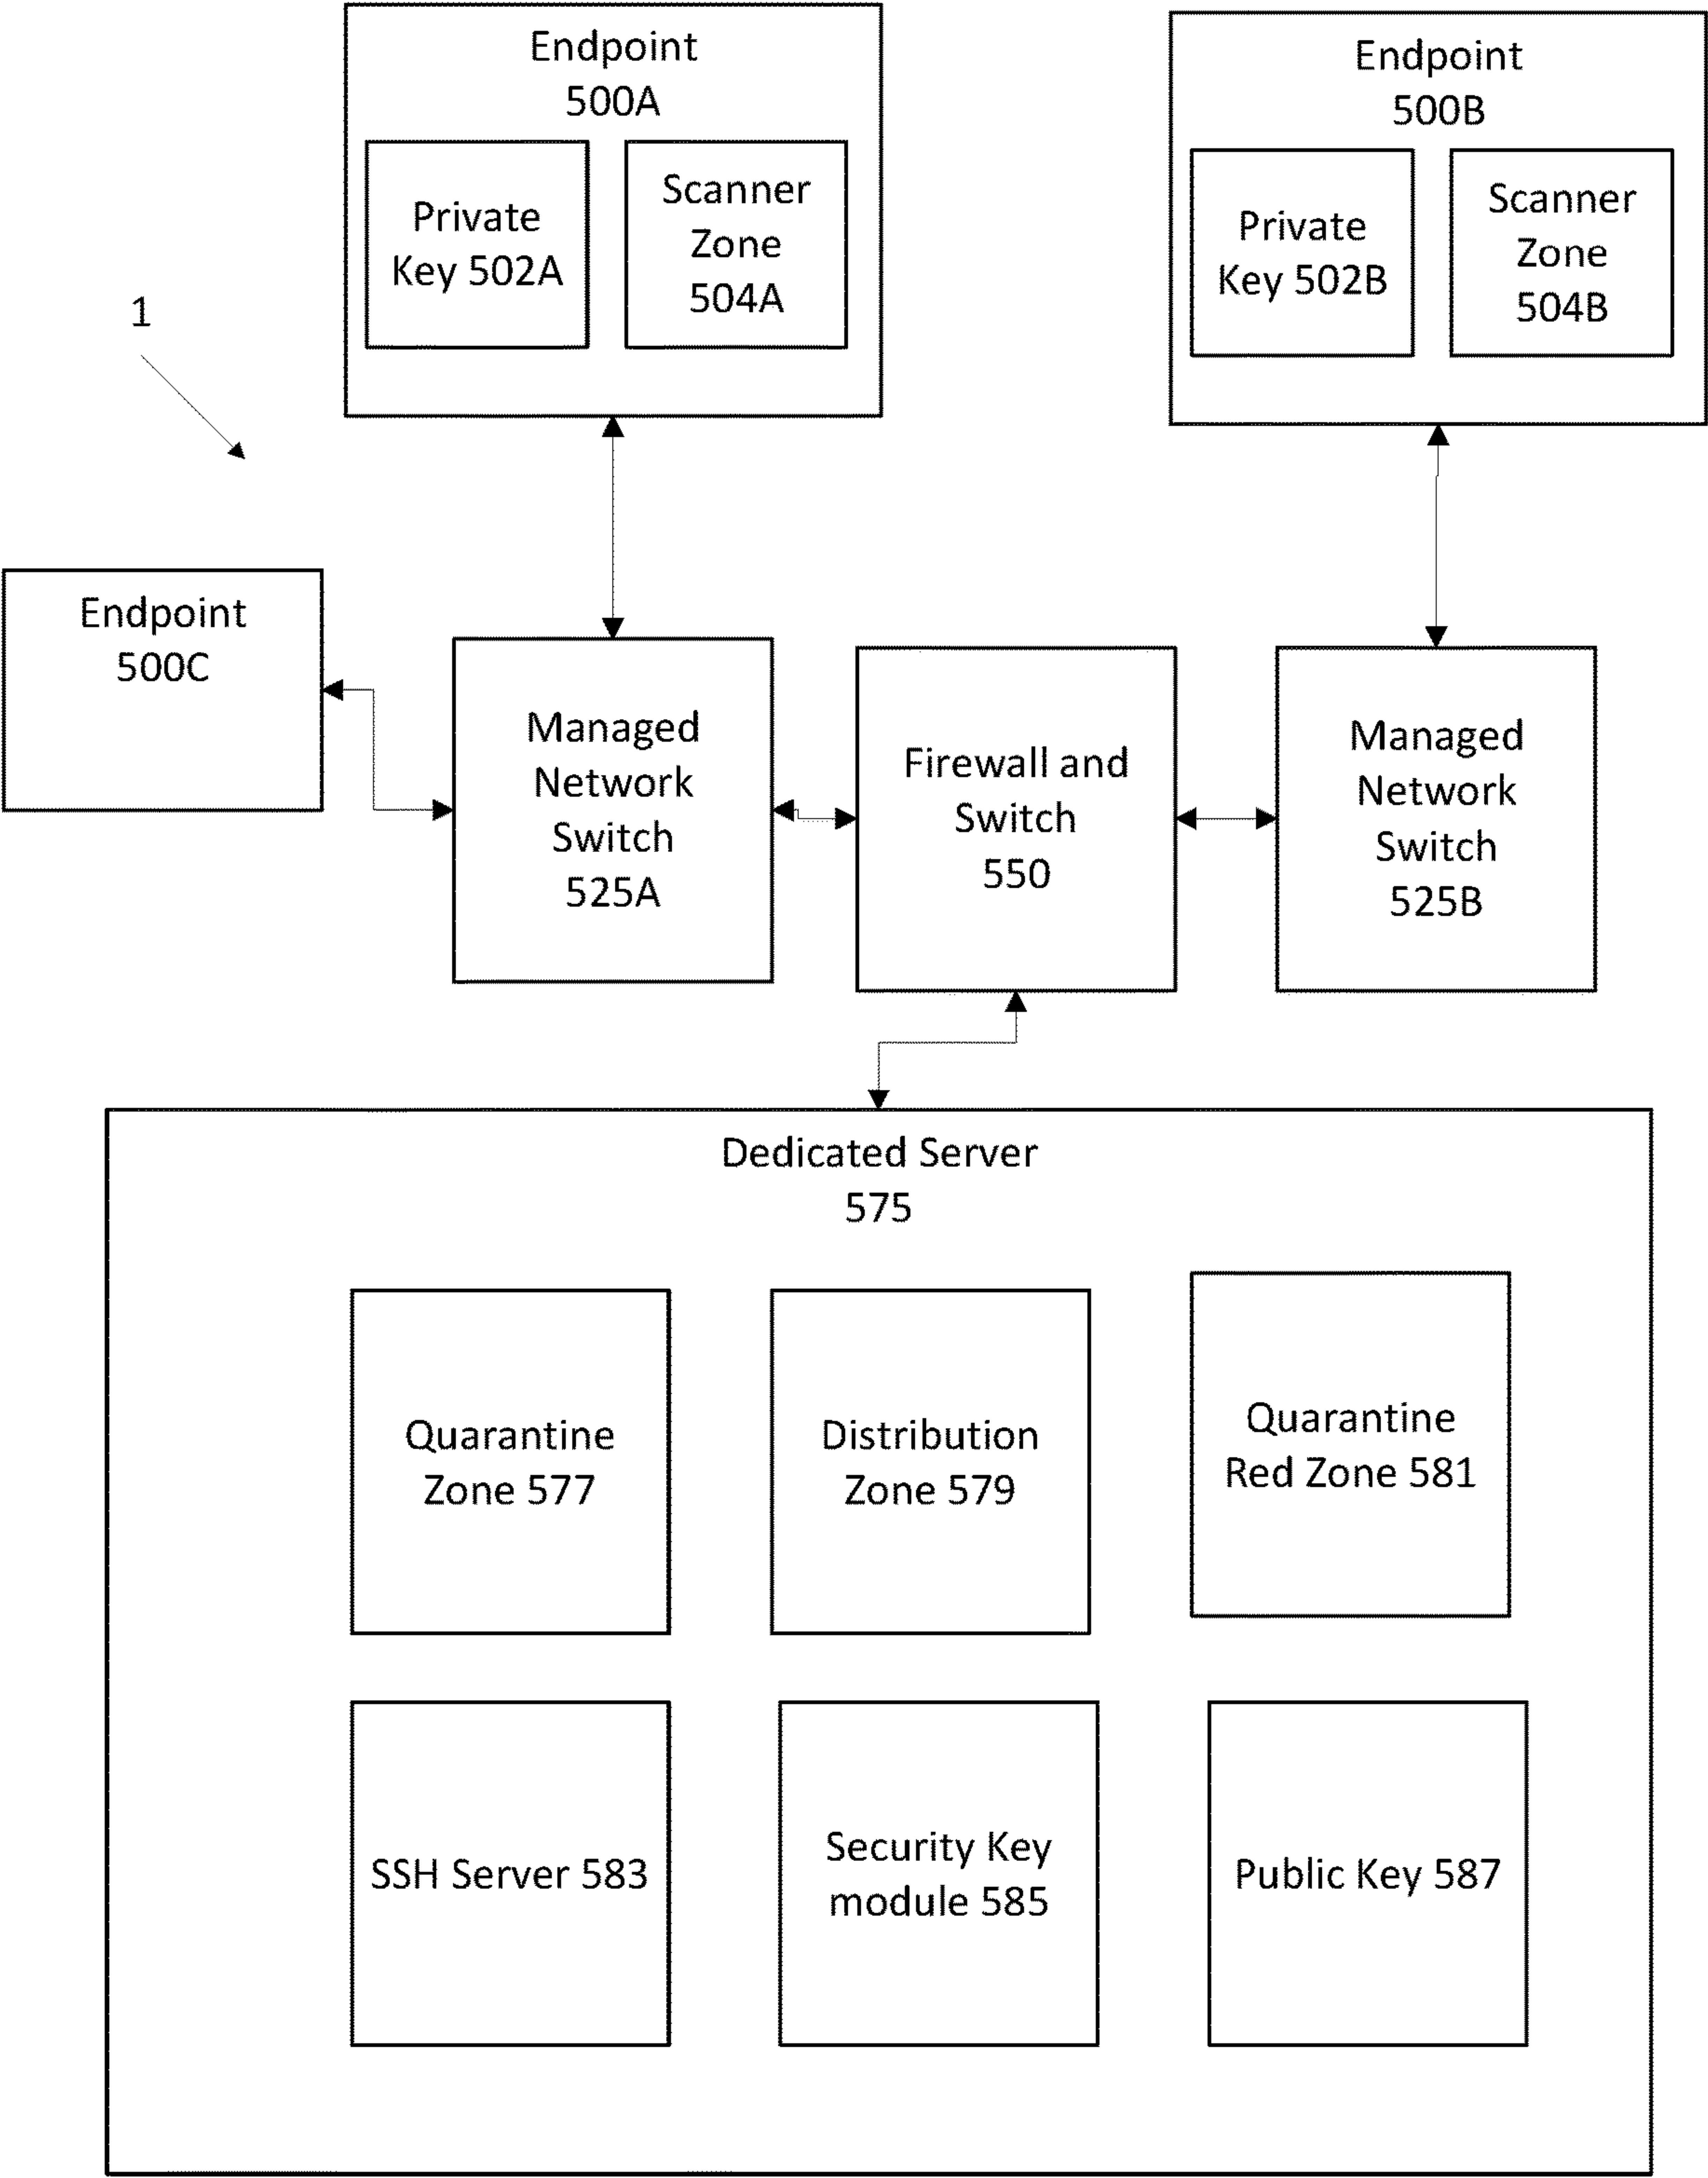 Endpoint
500A
Private
Key 502A
Scanner
Zone
504A
Endpoint
500B
Private
Key 502B
Scanner
Zone
504B
1
Endpoint
500C
Managed
Network
Switch
525A
Firewall and
Switch
550
Managed
Network
Switch
525B
Dedicated Server
575
Quarantine
Zone 577
Distribution
Zone 579
Quarantine
Red Zone 581
SSH Server 583
Security Key
module 585
Public Key 587